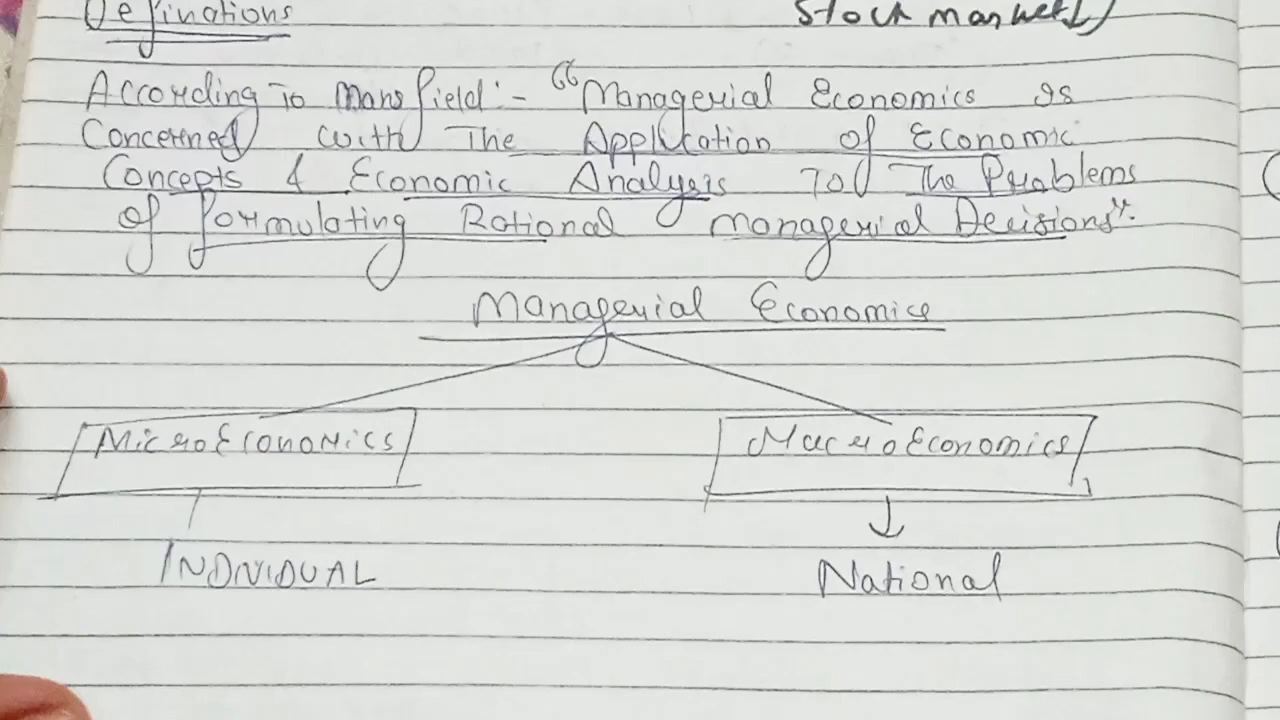 Definations
Stock market)
According To Mansfield:- "Managerial Economics is
Concerned with The Application of Economic
Concepts & Economic Analysis To The Problems
of formulating Rational managerial Decisions".
Managerial Economics
MicroEconomics
MacroEconomics
INDIVIDUAL
National